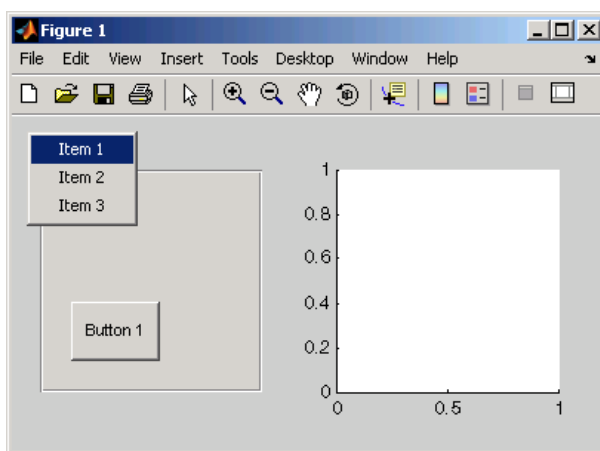 Figure 1
File Edit View Insert Tools Desktop Window Help
Item 1
Item 2
Item 3
Button 1
1
0.8
0.6
0.4
0.2
0
0 0.5 1